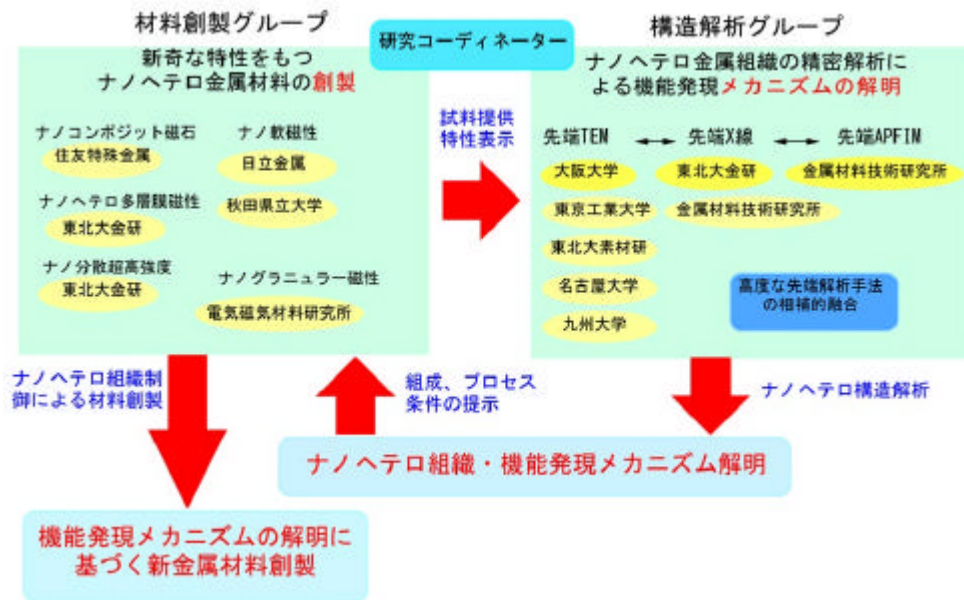 材料創製グループ
新奇な特性をもつ
ナノヘテロ金属材料の創製
ナノコンポジット磁石
住友特殊金属
ナノ軟磁性
日立金属
秋田県立大学
ナノヘテロ多層膜磁性
東北大金研
ナノ分散超高強度
東北大金研
ナノグラニュラー磁性
電気磁気材料研究所
研究コーディネーター
試料提供
特性表示
構造解析グループ
ナノヘテロ金属組織の精密解析に
よる機能発現メカニズムの解明
先端TEM
先端X線
先端APFIM
大阪大学
東北大金研
金属材料技術研究所
東京工業大学
金属材料技術研究所
東北大素材研
名古屋大学
九州大学
高度な先端解析手法
の相補的融合
ナノヘテロ組織制
御による材料創製
組成、プロセス
条件の提示
ナノヘテロ構造解析
ナノヘテロ組織・機能発現メカニズム解明
機能発現メカニズムの解明に
基づく新金属材料創製